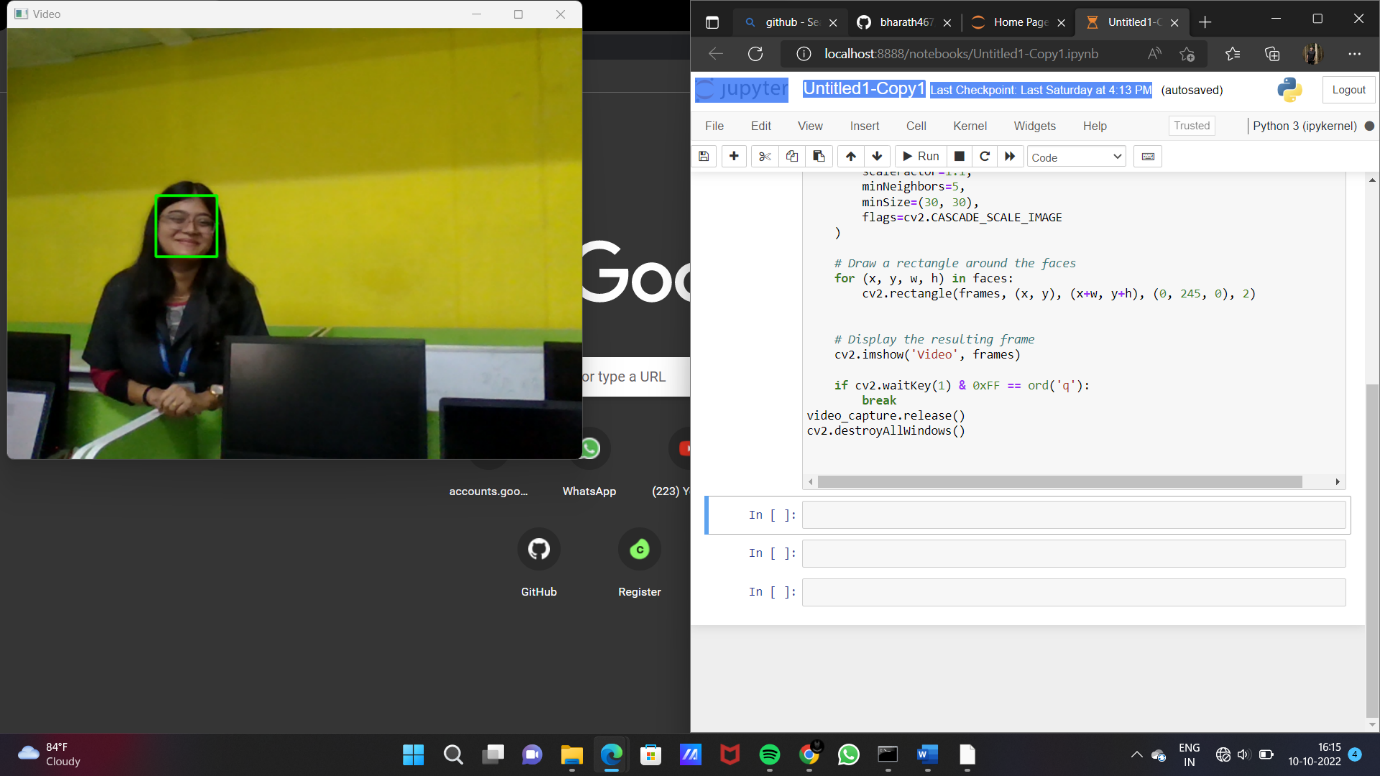 Video
github - Se
bharath467
Home Page
Untitled1-C
localhost:8888/notebooks/Untitled1-Copy1.ipynb
jupyter Untitled1-Copy1 Last Checkpoint: Last Saturday at 4:13 PM (autosaved)
Logout
File Edit View Insert Cell Kernel Widgets Help
Trusted
Python 3 (ipykernel)
Run
Code
scaleFactor=1.1,
minNeighbors=5,
minSize=(30, 30),
flags=cv2.CASCADE_SCALE_IMAGE
)
# Draw a rectangle around the faces
for (x, y, w, h) in faces:
cv2.rectangle(frames, (x, y), (x+w, y+h), (0, 245, 0), 2)
# Display the resulting frame
cv2.imshow('Video', frames)
if cv2.waitKey(1) & 0xFF == ord('q'):
break
video_capture.release()
cv2.destroyAllWindows()
In [ ]:
In [ ]:
In [ ]:
Goo
or type a URL
accounts.goo...
WhatsApp
(223) Y
GitHub
Register
84°F
Cloudy
ENG
IN
16:15
10-10-2022
4